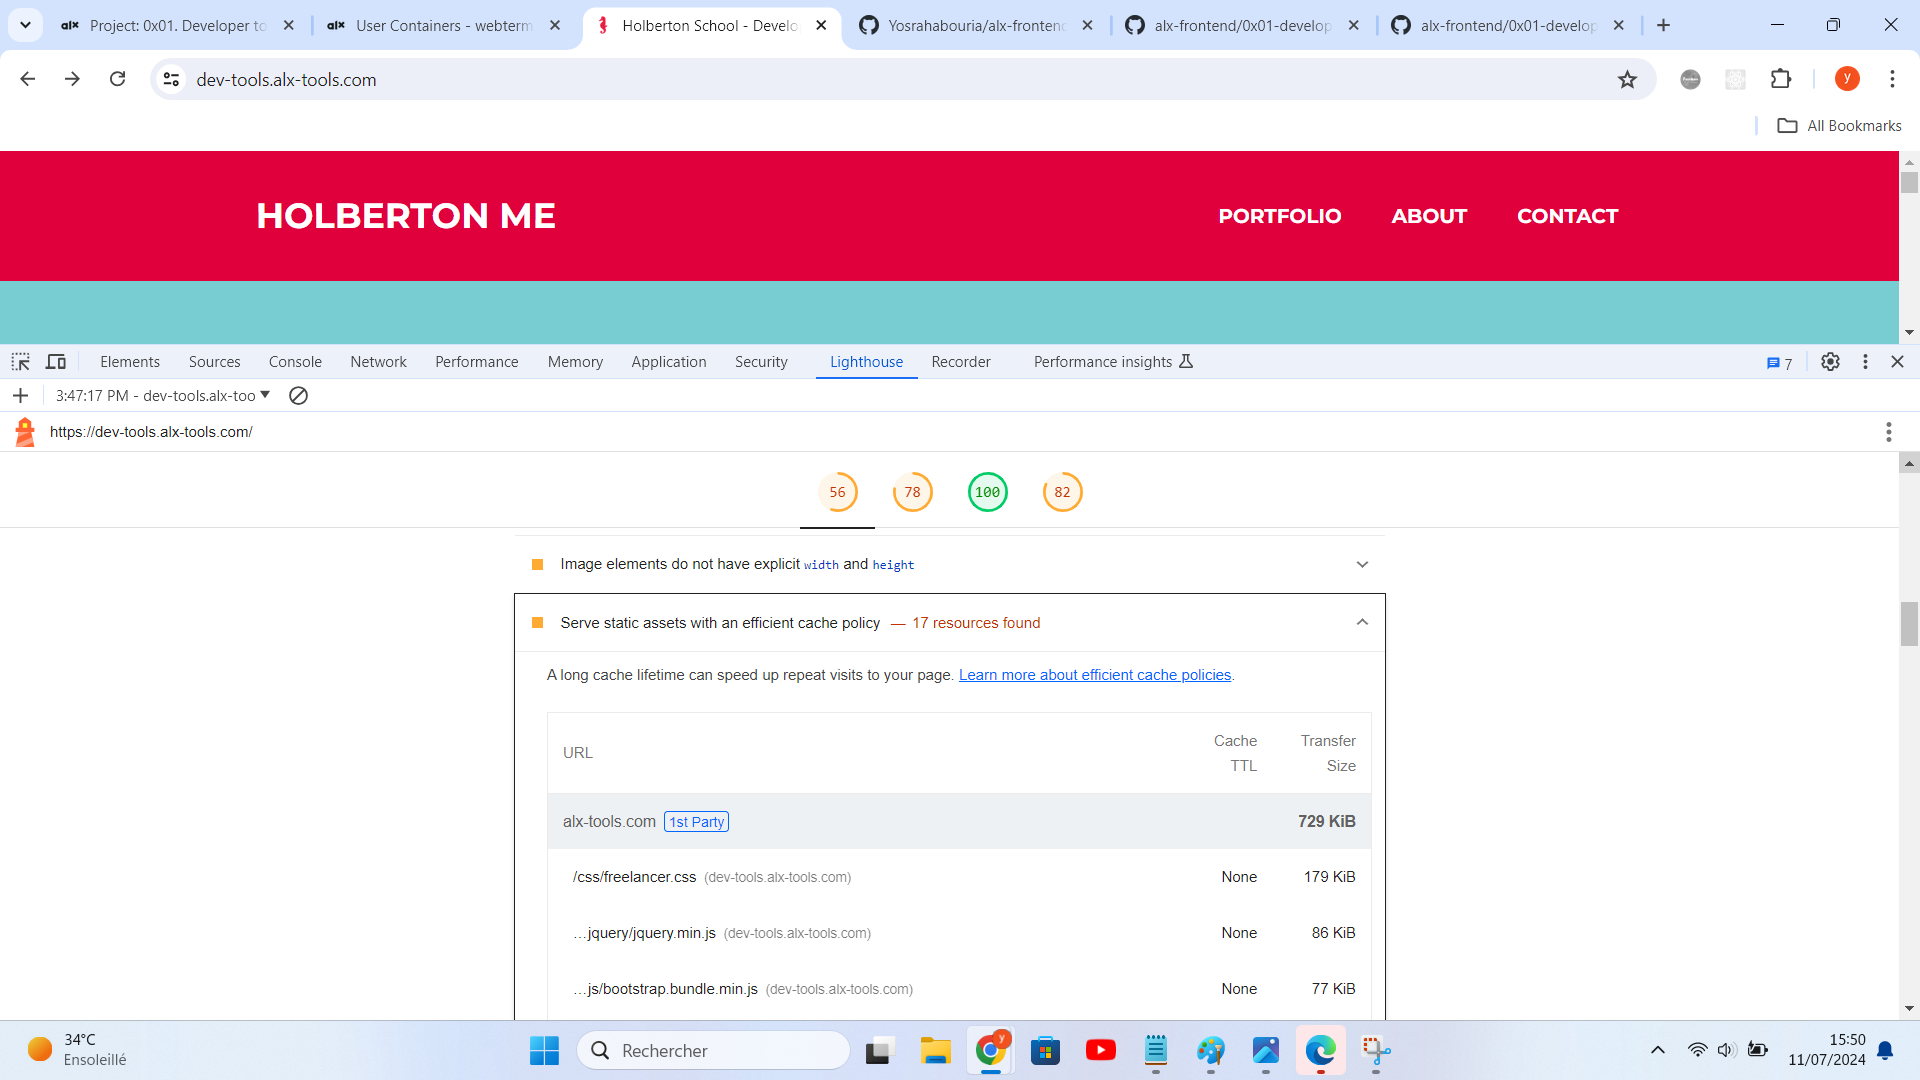 alx Project: 0x01. Developer to
alx User Containers - webterm
Holberton School - Develo
Yosrahabouria/alx-frontend
alx-frontend/0x01-develop
alx-frontend/0x01-develop
dev-tools.alx-tools.com
y
All Bookmarks
HOLBERTON ME
PORTFOLIO ABOUT CONTACT
Elements Sources Console Network Performance Memory Application Security Lighthouse Recorder Performance insights 7
3:47:17 PM - dev-tools.alx-too
https://dev-tools.alx-tools.com/
56 78 100 82
Image elements do not have explicit width and height
Serve static assets with an efficient cache policy — 17 resources found
A long cache lifetime can speed up repeat visits to your page. Learn more about efficient cache policies.
URL
Cache TTL
Transfer Size
alx-tools.com 1st Party 729 KiB
/css/freelancer.css (dev-tools.alx-tools.com) None 179 KiB
…jquery/jquery.min.js (dev-tools.alx-tools.com) None 86 KiB
…js/bootstrap.bundle.min.js (dev-tools.alx-tools.com) None 77 KiB
34°C
Ensoleillé
Rechercher
y
15:50
11/07/2024